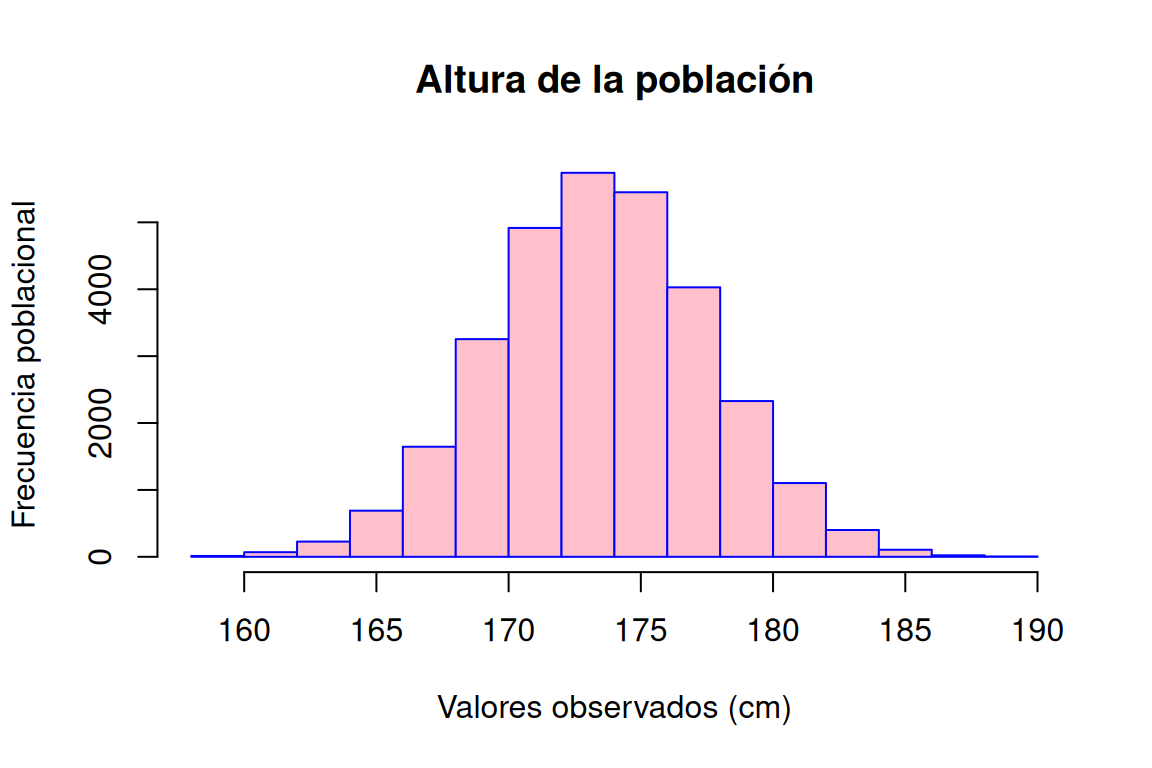 Altura de la población
Frecuencia poblacional
4000
2000
0
160 165 170 175 180 185 190
Valores observados (cm)